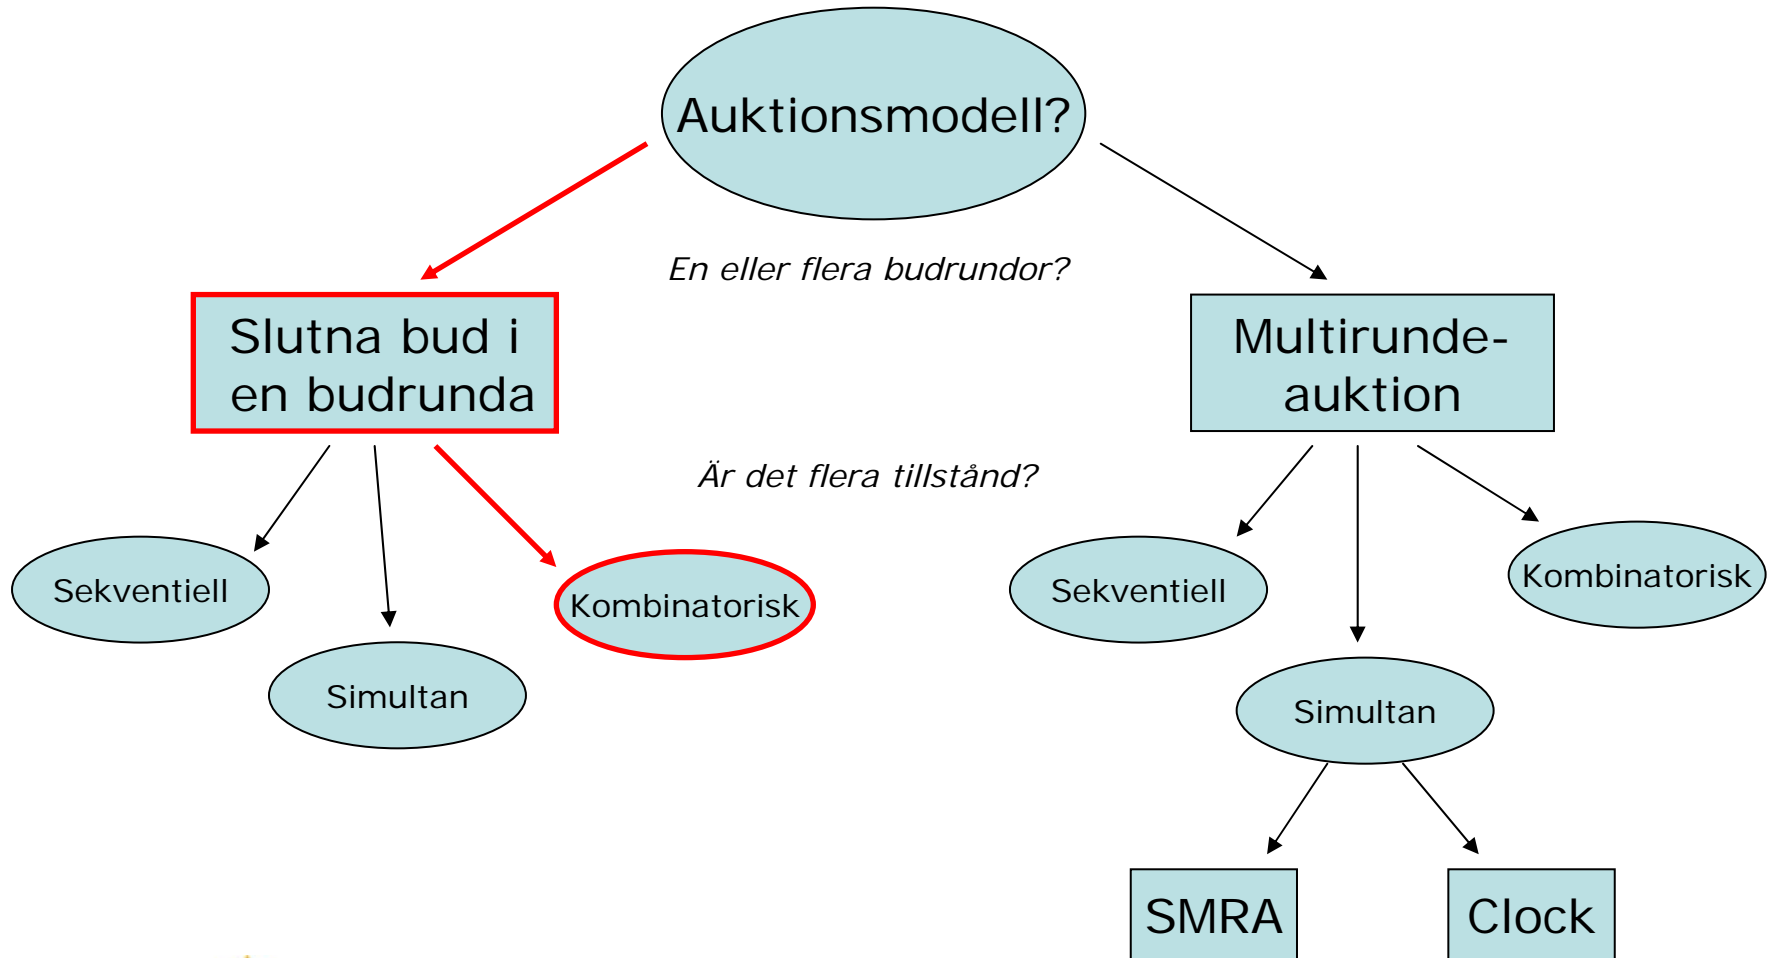 Auktionsmodell?
En eller flera budrundor?
Slutna bud i
en budrunda
Multirunde-
auktion
Är det flera tillstånd?
Sekventiell
Simultan
Kombinatorisk
Sekventiell
Simultan
Kombinatorisk
SMRA
Clock